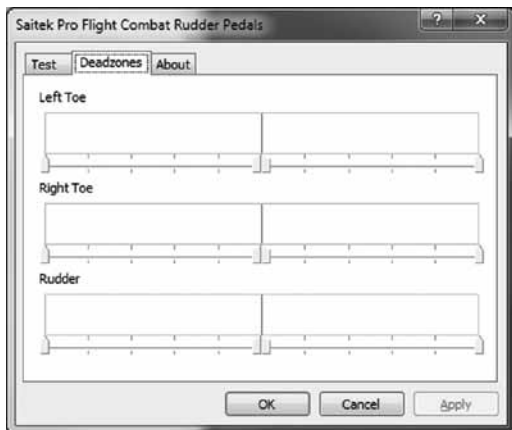 Saitek Pro Flight Combat Rudder Pedals
Test Deadzones About
Left Toe
Right Toe
Rudder
OK Cancel Apply